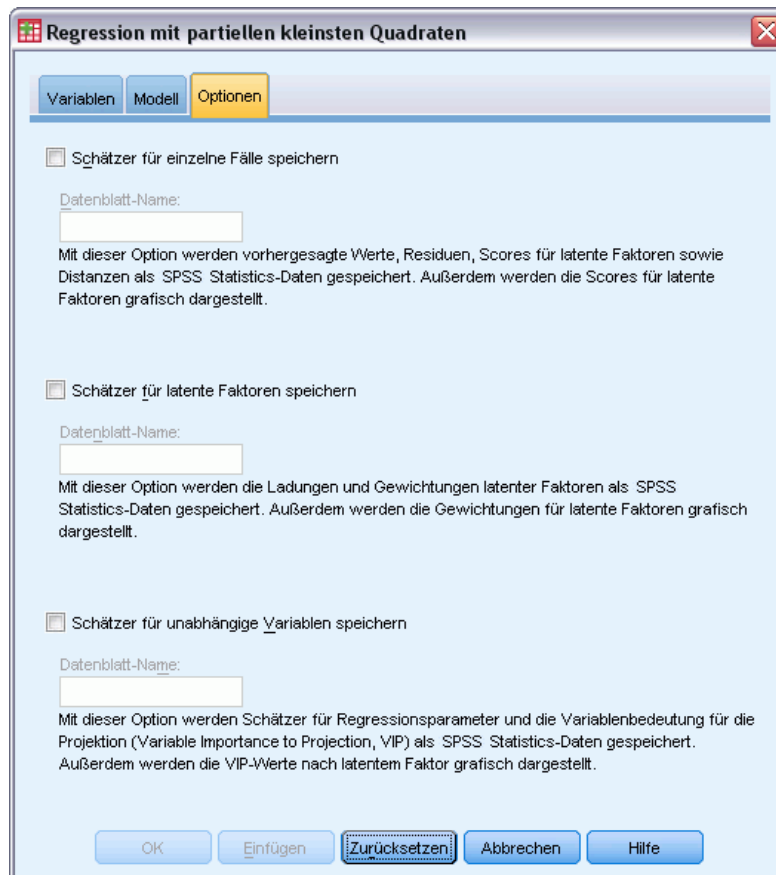 Regression mit partiellen kleinsten Quadraten
Variablen Modell Optionen
Schätzer für einzelne Fälle speichern
Datenblatt-Name:
Mit dieser Option werden vorhergesagte Werte, Residuen, Scores für latente Faktoren sowie
Distanzen als SPSS Statistics-Daten gespeichert. Außerdem werden die Scores für latente
Faktoren grafisch dargestellt.
Schätzer für latente Faktoren speichern
Datenblatt-Name:
Mit dieser Option werden die Ladungen und Gewichtungen latenter Faktoren als SPSS
Statistics-Daten gespeichert. Außerdem werden die Gewichtungen für latente Faktoren grafisch
dargestellt.
Schätzer für unabhängige Variablen speichern
Datenblatt-Name:
Mit dieser Option werden Schätzer für Regressionsparameter und die Variablenbedeutung für die
Projektion (Variable Importance to Projection, VIP) als SPSS Statistics-Daten gespeichert.
Außerdem werden die VIP-Werte nach latentem Faktor grafisch dargestellt.
OK Einfügen Zurücksetzen Abbrechen Hilfe